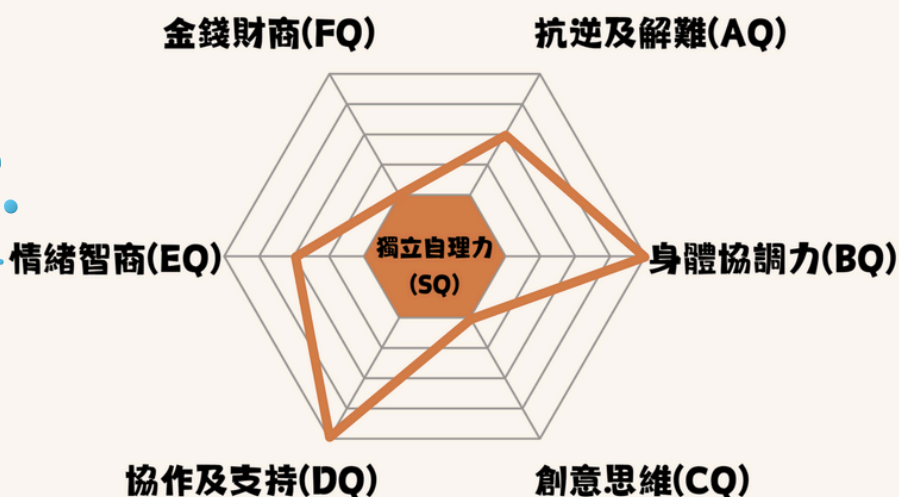 金錢財商(FQ)
抗逆及解難(AQ)
情緒智商(EQ)
獨立自理力
(SQ)
身體協調力(BQ)
協作及支持(DQ)
創意思維(CQ)